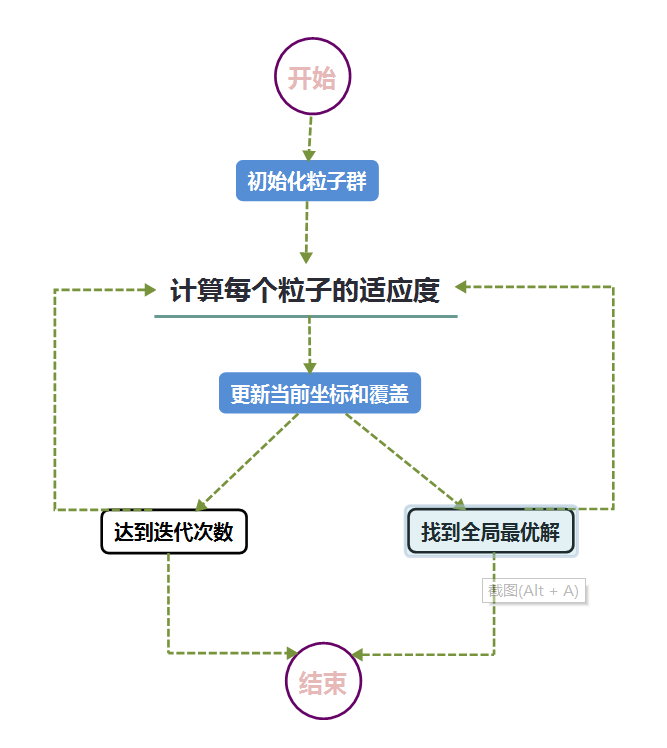 开始
初始化粒子群
计算每个粒子的适应度
更新当前坐标和覆盖
达到迭代次数
找到全局最优解
截图(Alt + A)
结束